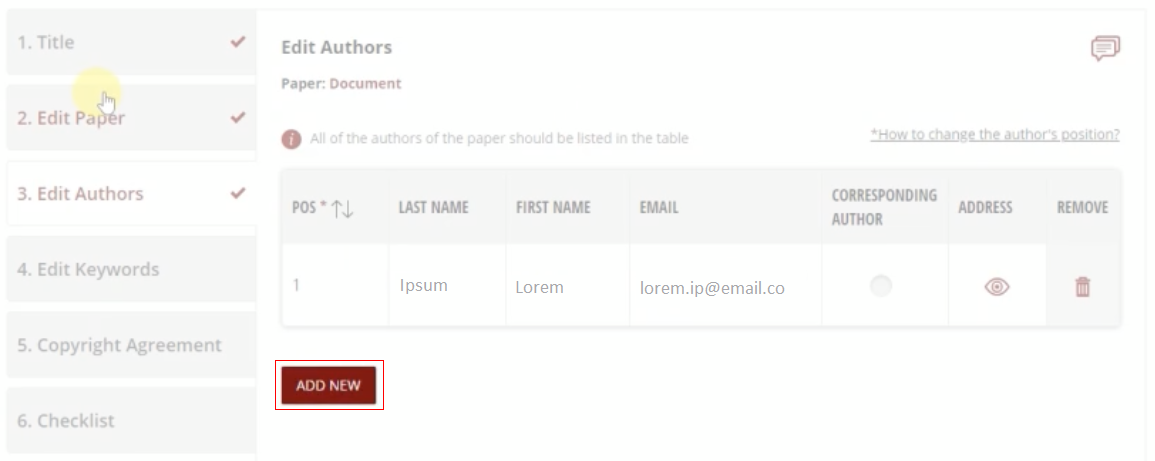 1. Title
2. Edit Paper
3. Edit Authors
4. Edit Keywords
5. Copyright Agreement
6. Checklist
Edit Authors
Paper: Document
i All of the authors of the paper should be listed in the table
*How to change the author's position?
POS * LAST NAME FIRST NAME EMAIL CORRESPONDING AUTHOR ADDRESS REMOVE
1 Ipsum Lorem lorem.ip@email.co
ADD NEW